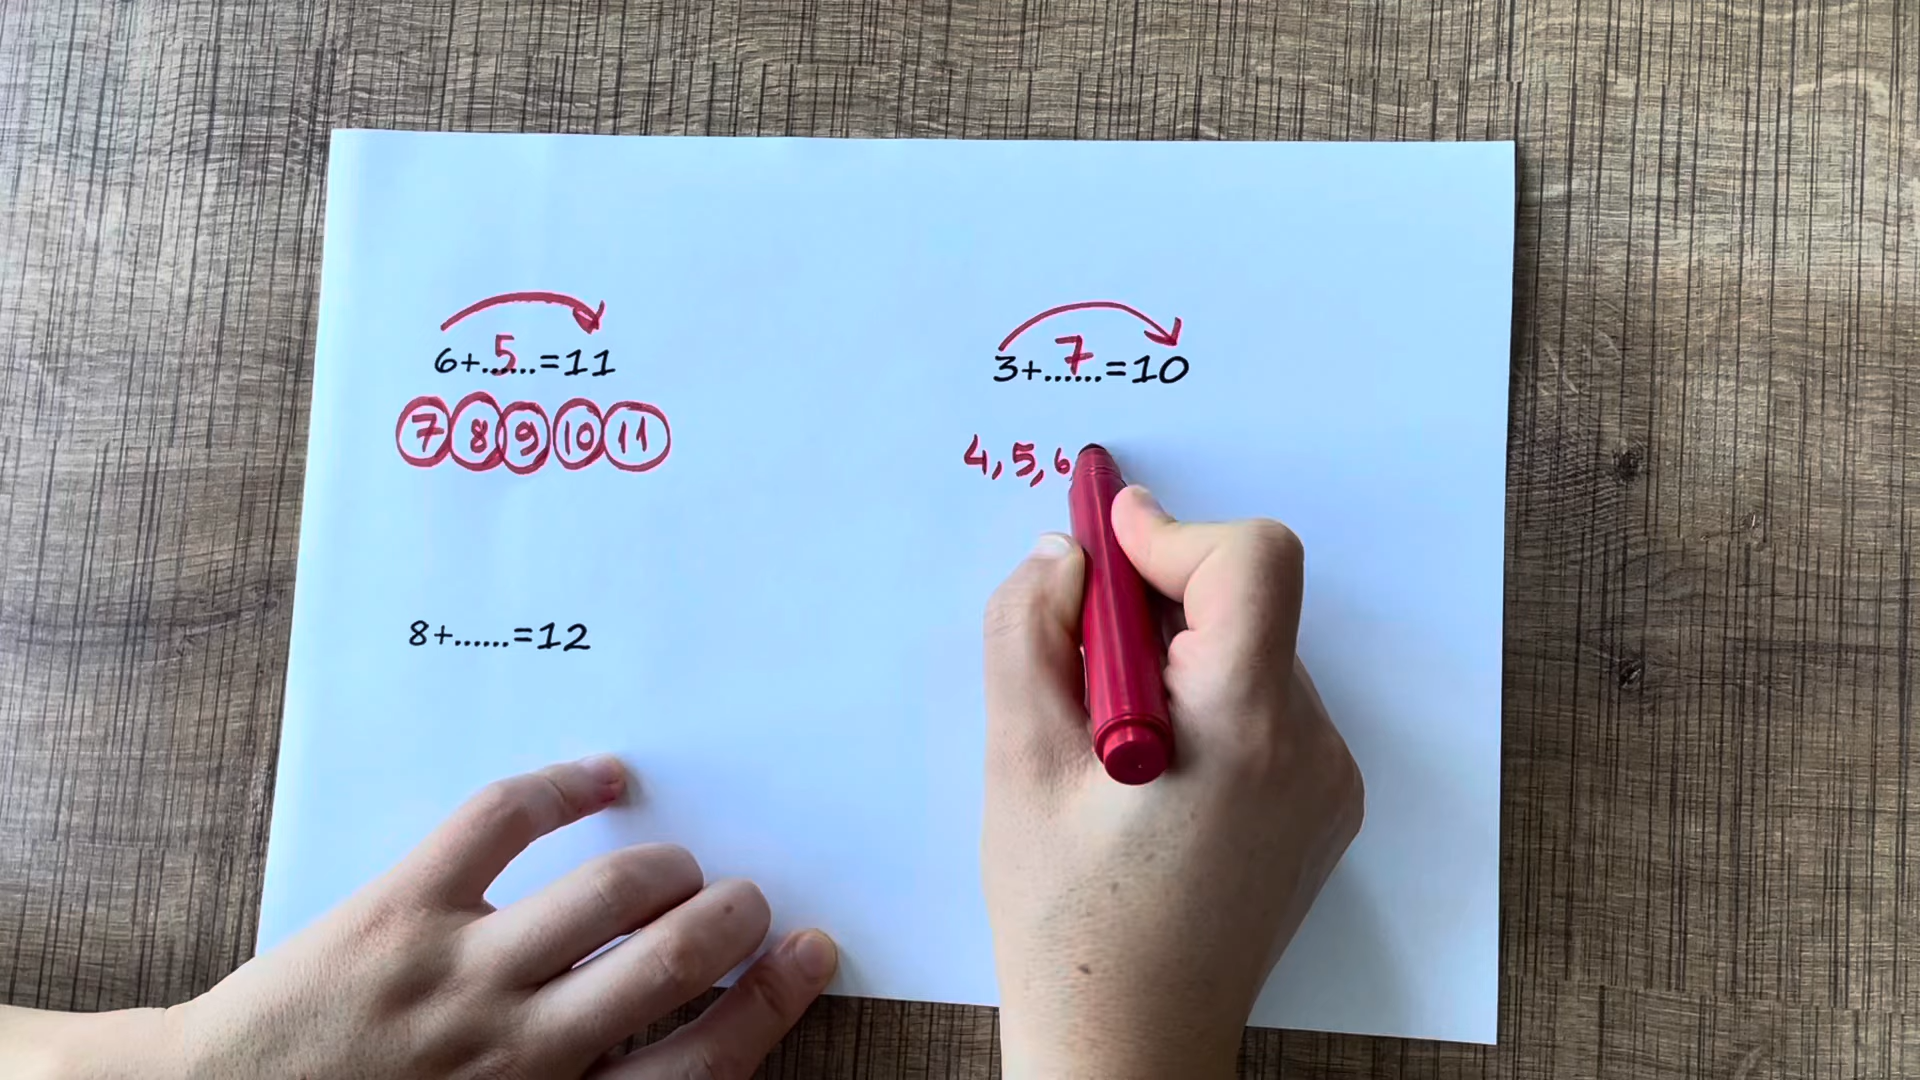 6+...5...=11
7 8 9 10 11
3+...7...=10
4, 5, 6,
8+......=12